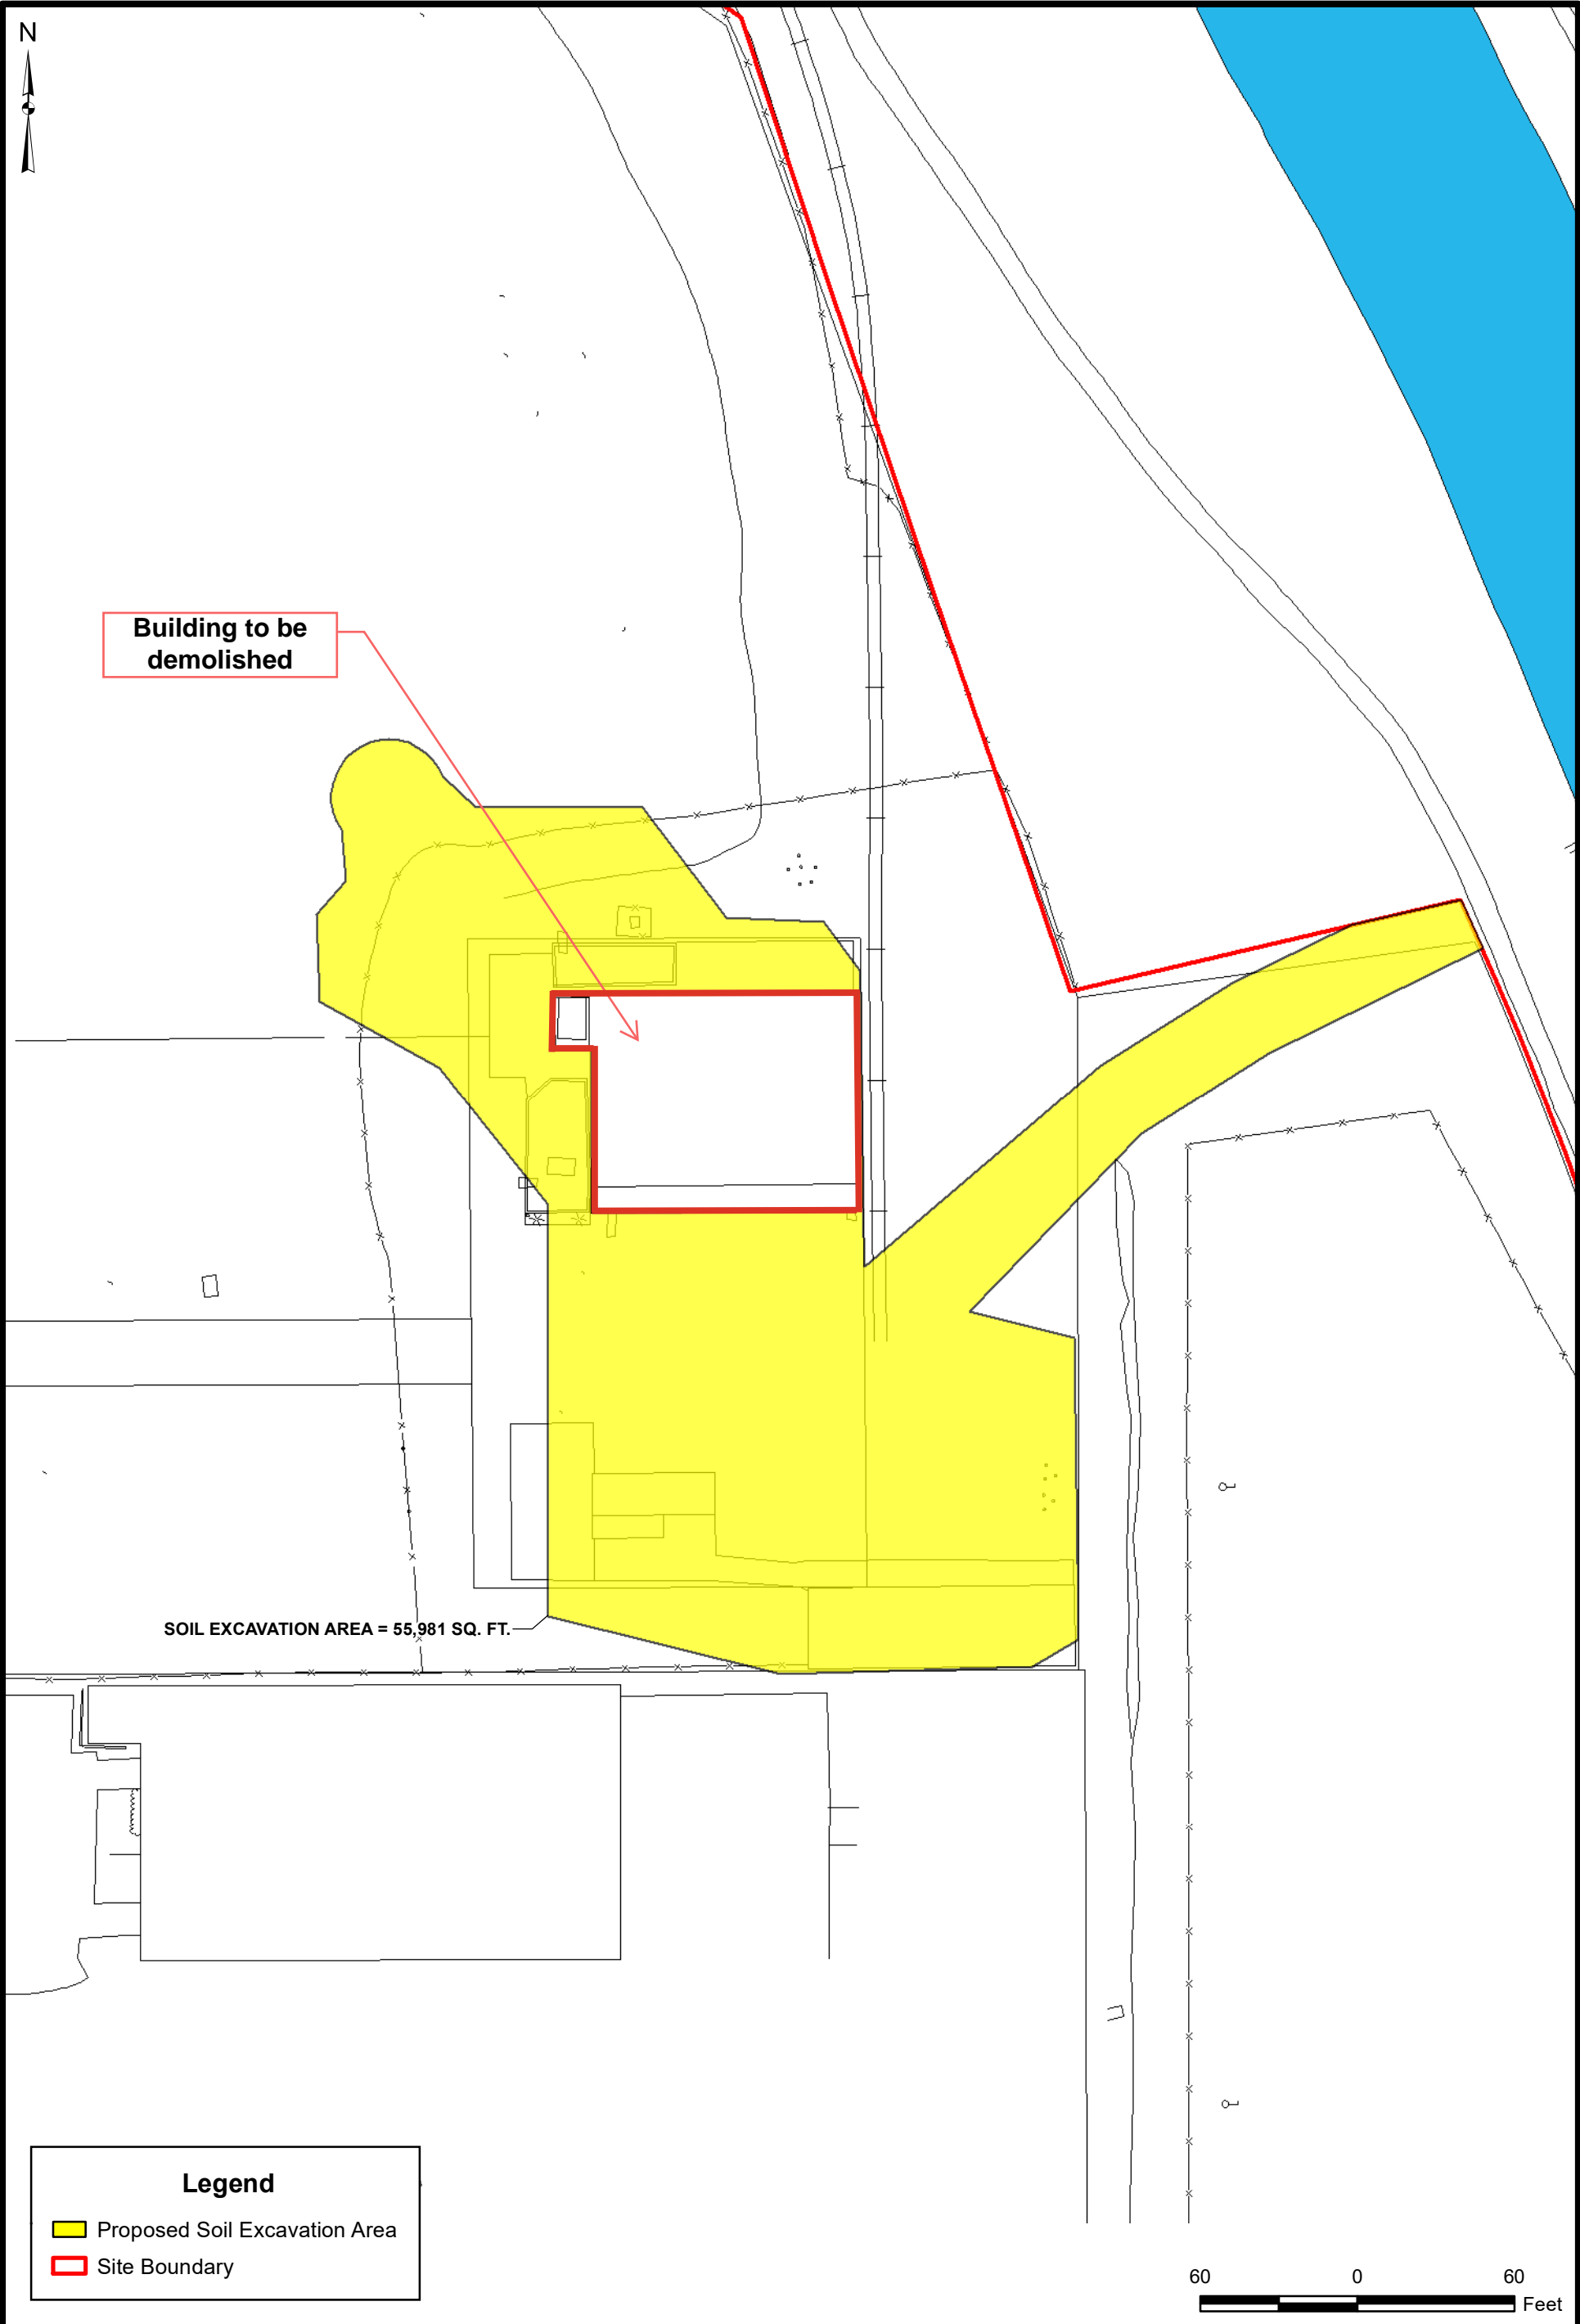 N
Building to be
demolished
SOIL EXCAVATION AREA = 55,981 SQ. FT.
Legend
Proposed Soil Excavation Area
Site Boundary
60 0 60
Feet